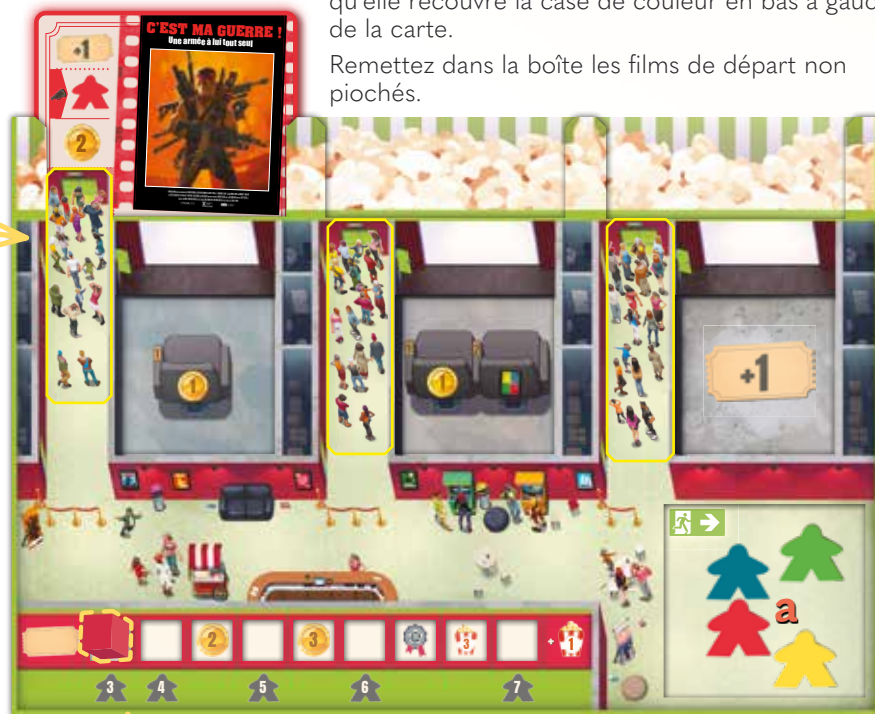 qu'elle recouvre la case de couleur en bas à gauc
de la carte.
Remettez dans la boîte les films de départ non
piochés.
C'EST MA GUERRE !
Une armée à lui tout seul
+1
2
1
1
+1
a
2
3
3
+1
3
4
5
6
7